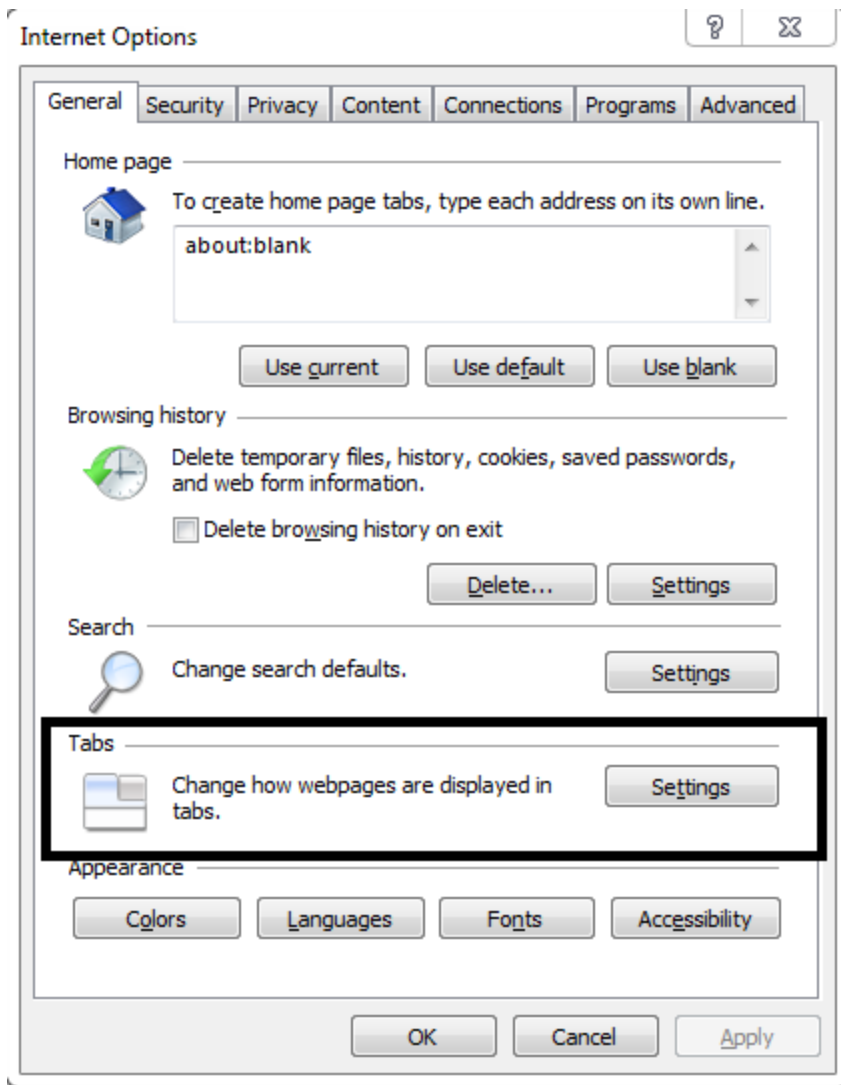 Internet Options
General Security Privacy Content Connections Programs Advanced
Home page
To create home page tabs, type each address on its own line.
about:blank
Use current Use default Use blank
Browsing history
Delete temporary files, history, cookies, saved passwords,
and web form information.
Delete browsing history on exit
Delete... Settings
Search
Change search defaults. Settings
Tabs
Change how webpages are displayed in
tabs.
Settings
Appearance
Colors Languages Fonts Accessibility
OK Cancel Apply